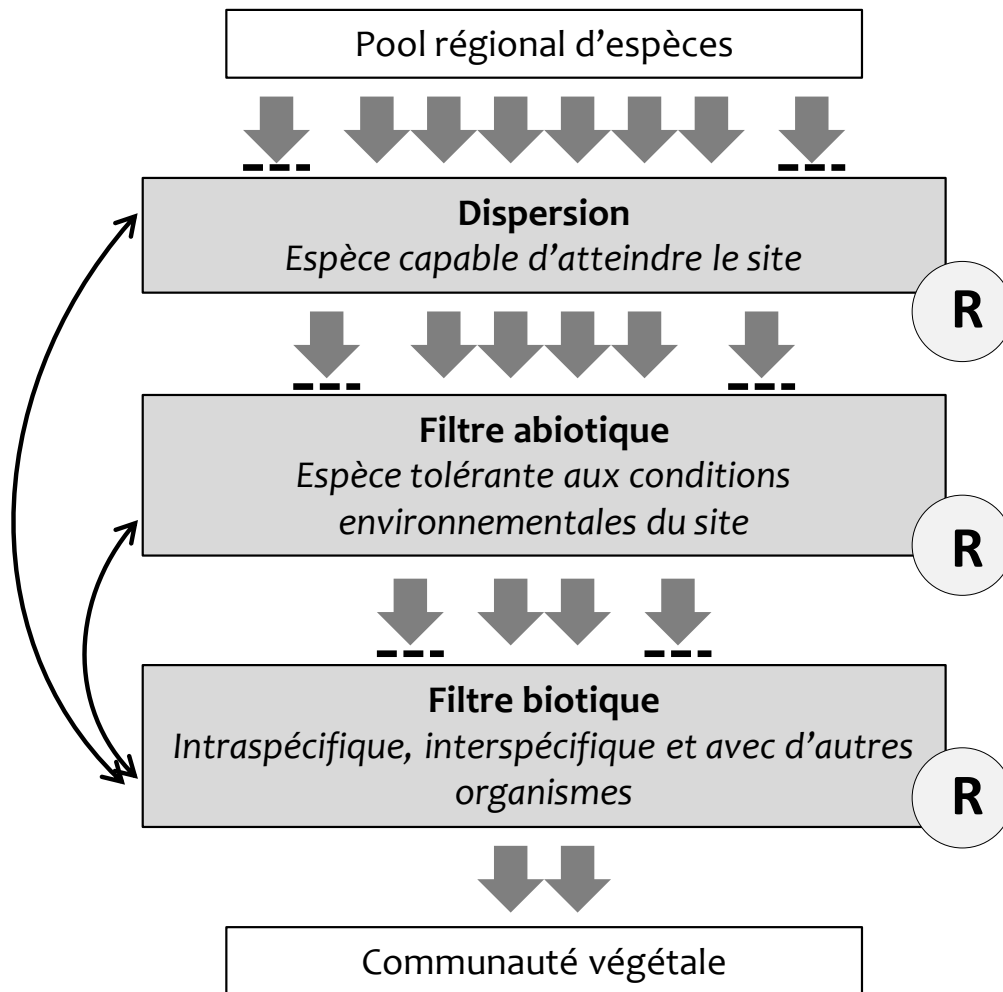 Pool régional d’espèces
Dispersion
Espèce capable d’atteindre le site
R
Filtre abiotique
Espèce tolérante aux conditions
environnementales du site
R
Filtre biotique
Intraspécifique, interspécifique et avec d’autres
organismes
R
Communauté végétale